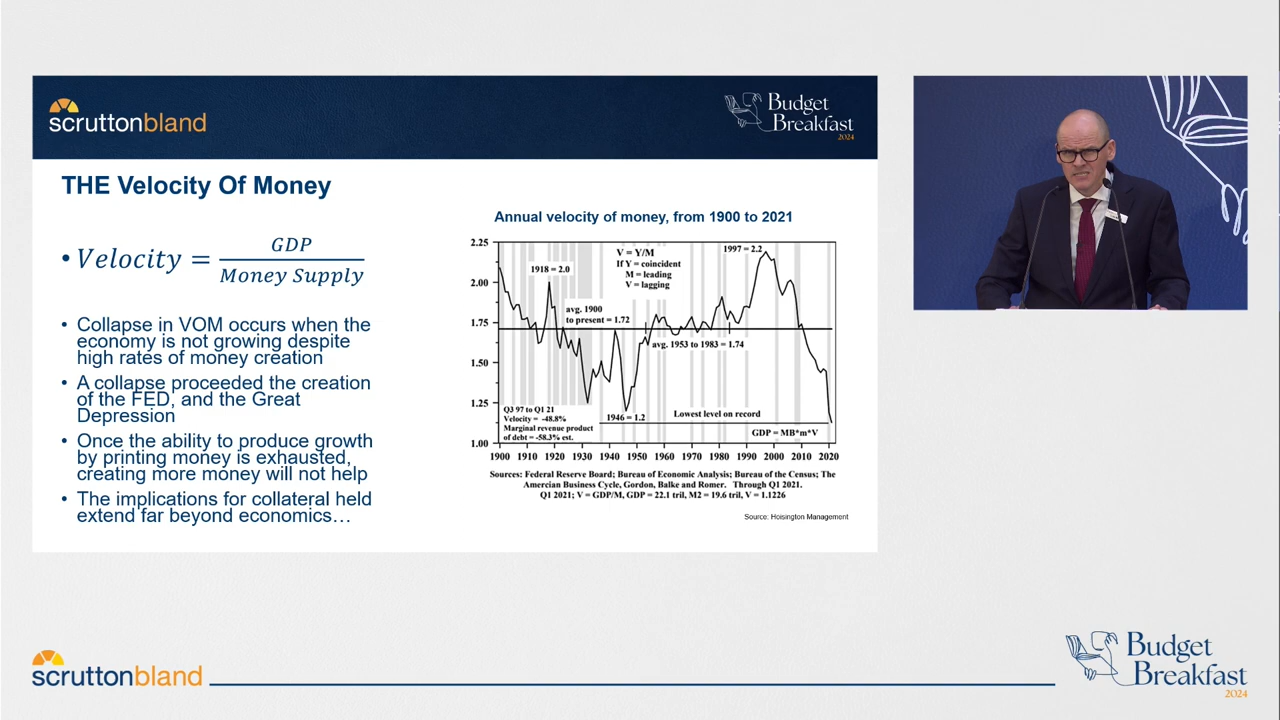 scruttonbland
Budget
Breakfast
2024
THE Velocity Of Money
• Velocity = GDP / Money Supply
• Collapse in VOM occurs when the
economy is not growing despite
high rates of money creation
• A collapse proceeded the creation
of the FED, and the Great
Depression
• Once the ability to produce growth
by printing money is exhausted,
creating more money will not help
• The implications for collateral held
extend far beyond economics…
Annual velocity of money, from 1900 to 2021
2.25
2.00
1.75
1.50
1.25
1.00
1918 = 2.0
V = Y/M
If Y = coincident
M = leading
V = lagging
1997 = 2.2
avg. 1900
to present = 1.72
avg. 1953 to 1983 = 1.74
Q3 97 to Q1 21
Velocity = -48.8%
Marginal revenue product
of debt = -58.3% est.
1946 = 1.2
Lowest level on record
GDP = MB*m*V
1900 1910 1920 1930 1940 1950 1960 1970 1980 1990 2000 2010 2020
Sources: Federal Reserve Board; Bureau of Economic Analysis; Bureau of the Census; The
Amercian Business Cycle, Gordon, Balke and Romer. Through Q1 2021.
Q1 2021; V = GDP/M, GDP = 22.1 tril, M2 = 19.6 tril, V = 1.1226
Source: Hoisington Management
scruttonbland
Budget
Breakfast
2024